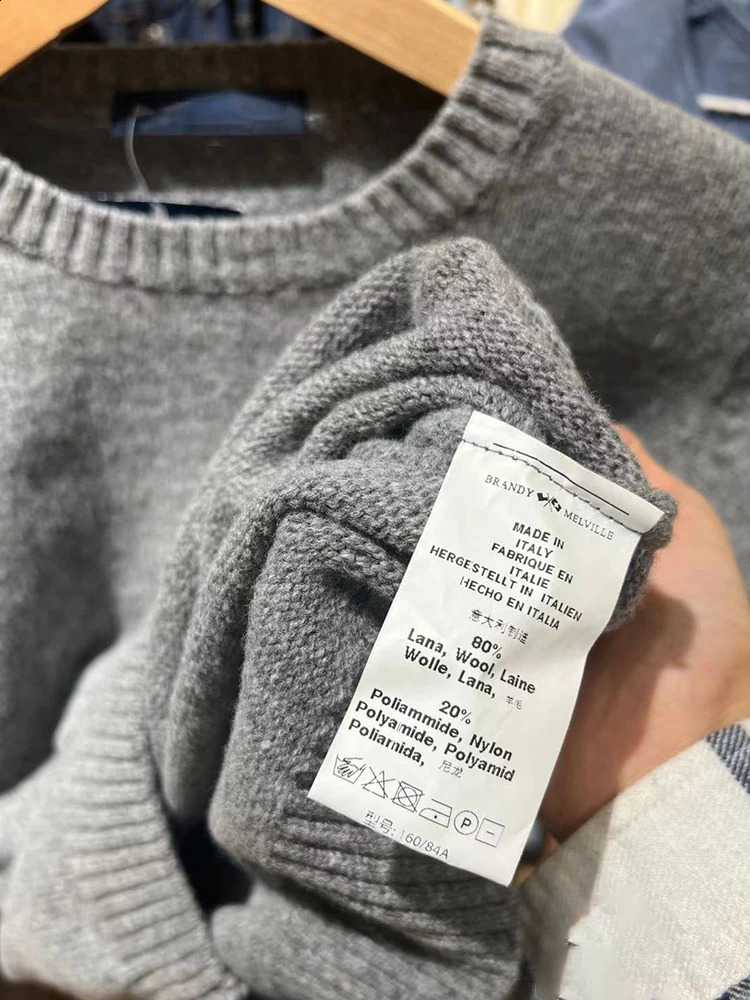 BRANDY MELVILLE
MADE IN
ITALY
FABRIQUE EN
ITALIE
HERGESTELLT IN ITALIEN
HECHO EN ITALIA
意大利制造
80%
Lana, Wool, Laine
Wolle, Lana, 羊毛
20%
Poliammide, Nylon
Polyamide, Polyamid
Poliamida, 尼龙
P
型号: 160/84A